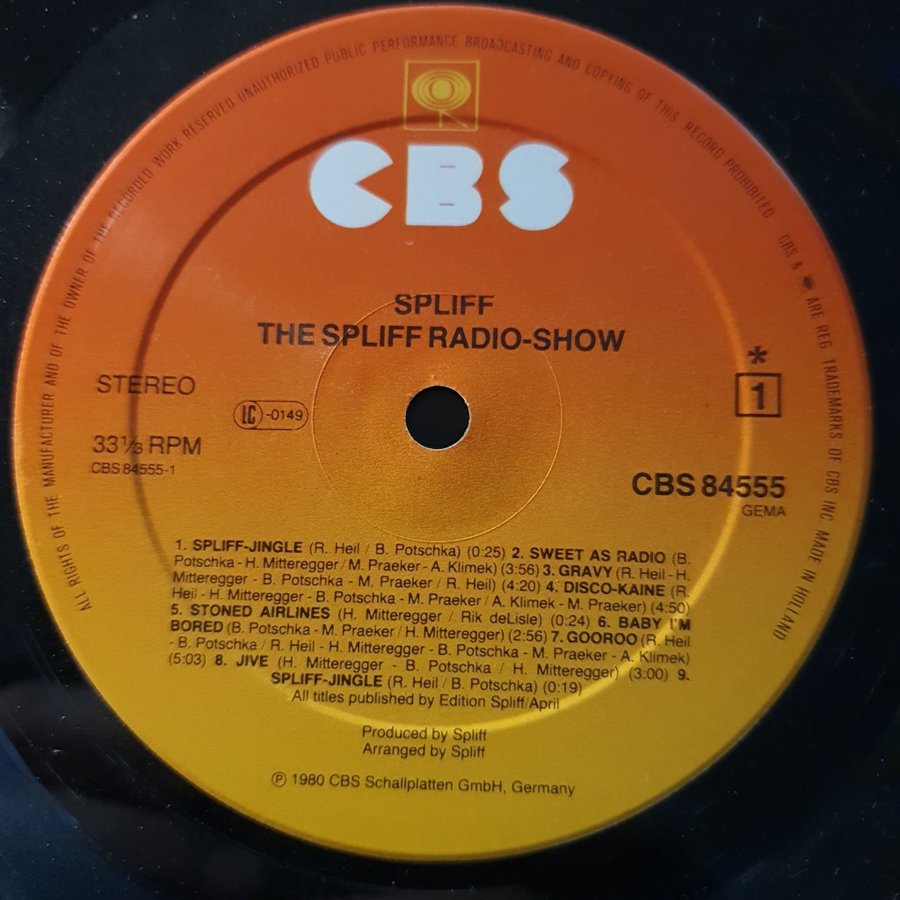 ALL RIGHTS OF THE MANUFACTURER AND OF THE OWNER OF THE RECORDED WORK RESERVED UNAUTHORIZED PUBLIC PERFORMANCE BROADCASTING AND COPYING OF THIS RECORD PROHIBITED
CBS & ARE REG TRADEMARKS OF CBS INC. MADE IN HOLLAND
CBS
SPLIFF
THE SPLIFF RADIO-SHOW
STEREO
LC-0149
*
1
33⅓ RPM
CBS 84555-1
CBS 84555
GEMA
1. SPLIFF-JINGLE (R. Heil / B. Potschka) (0:25) 2. SWEET AS RADIO (B.
Potschka - H. Mitteregger / M. Praeker - A. Klimek) (3:56) 3. GRAVY (R. Heil - H.
Mitteregger - B. Potschka - M. Praeker / R. Heil) (4:20) 4. DISCO-KAINE (R.
Heil - H. Mitteregger - B. Potschka - M. Praeker / A. Klimek - M. Praeker) (4:50)
5. STONED AIRLINES (H. Mitteregger / Rik deLisle) (0:24) 6. BABY I'M
BORED (B. Potschka - M. Praeker / H. Mitteregger) (2:56) 7. GOOROO (R. Heil
- B. Potschka / R. Heil - H. Mitteregger - B. Potschka - M. Praeker - A. Klimek)
(5:03) 8. JIVE (H. Mitteregger - B. Potschka / H. Mitteregger) (3:00) 9.
SPLIFF-JINGLE (R. Heil / B. Potschka) (0:19)
All titles published by Edition Spliff/April
Produced by Spliff
Arranged by Spliff
℗ 1980 CBS Schallplatten GmbH, Germany